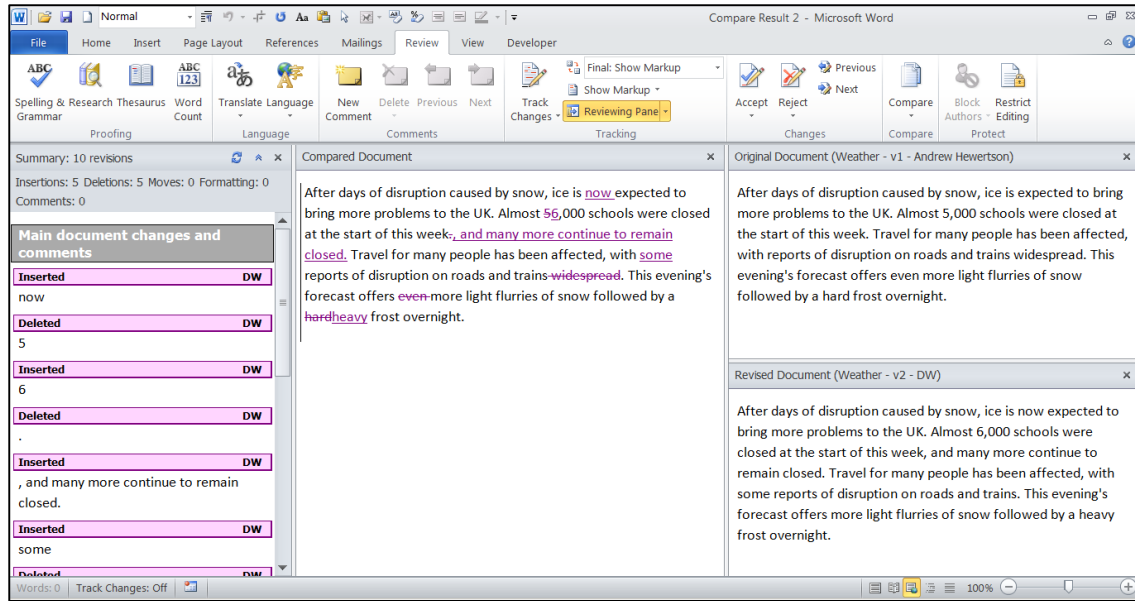 Normal
Compare Result 2 - Microsoft Word
File Home Insert Page Layout References Mailings Review View Developer
ABC
Spelling & Grammar
Research
Thesaurus
ABC 123
Word Count
Proofing
Translate
Language
Language
New Comment
Delete
Previous
Next
Comments
Track Changes
Final: Show Markup
Show Markup
Reviewing Pane
Tracking
Accept
Reject
Previous
Next
Changes
Compare
Compare
Block Authors
Restrict Editing
Protect
Summary: 10 revisions
Insertions: 5 Deletions: 5 Moves: 0 Formatting: 0
Comments: 0
Main document changes and
comments
Inserted DW
now
Deleted DW
5
Inserted DW
6
Deleted DW
.
Inserted DW
, and many more continue to remain
closed.
Inserted DW
some
Deleted DW
Compared Document
After days of disruption caused by snow, ice is now expected to
bring more problems to the UK. Almost 56,000 schools were closed
at the start of this week., and many more continue to remain
closed. Travel for many people has been affected, with some
reports of disruption on roads and trains widespread. This evening's
forecast offers even more light flurries of snow followed by a
hardheavy frost overnight.
Original Document (Weather - v1 - Andrew Hewertson)
After days of disruption caused by snow, ice is expected to bring
more problems to the UK. Almost 5,000 schools were closed at
the start of this week. Travel for many people has been affected,
with reports of disruption on roads and trains widespread. This
evening's forecast offers even more light flurries of snow
followed by a hard frost overnight.
Revised Document (Weather - v2 - DW)
After days of disruption caused by snow, ice is now expected to
bring more problems to the UK. Almost 6,000 schools were
closed at the start of this week, and many more continue to
remain closed. Travel for many people has been affected, with
some reports of disruption on roads and trains. This evening's
forecast offers more light flurries of snow followed by a heavy
frost overnight.
Words: 0 Track Changes: Off
100%